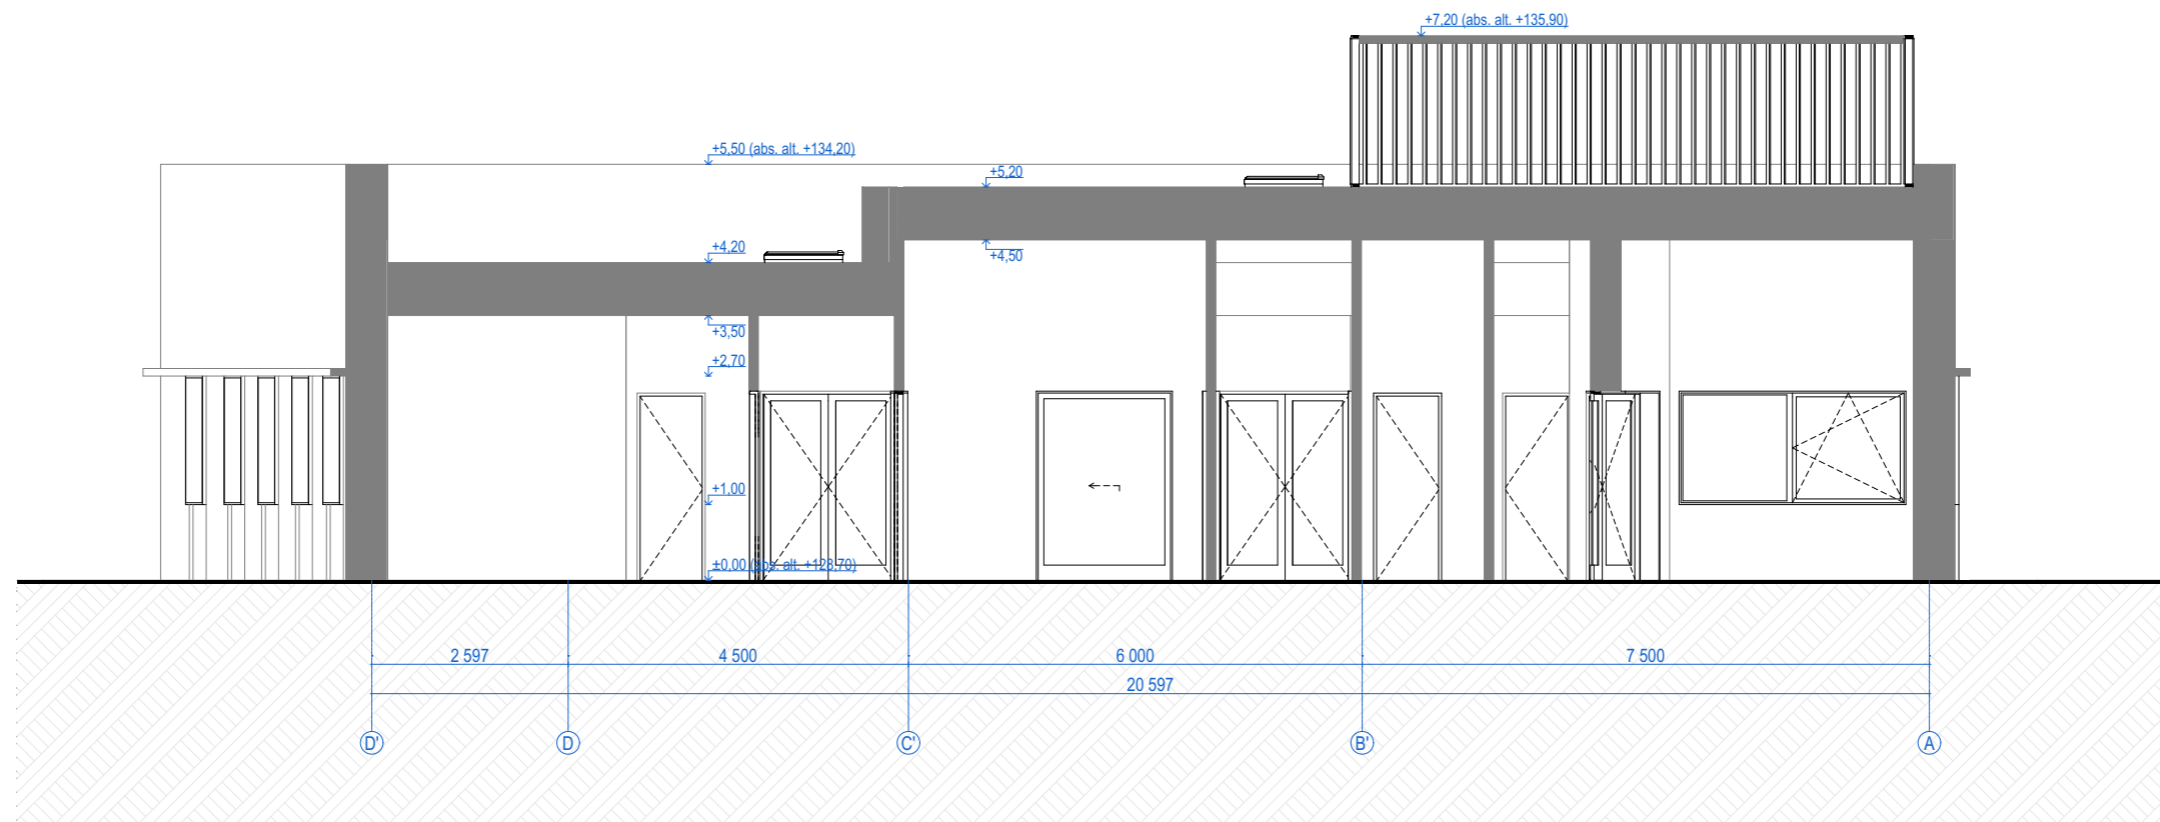 +7,20 (abs. alt. +135,90)
+5,50 (abs. alt. +134,20)
+5,20
+4,20
+4,50
+3,50
+2,70
+1,00
±0,00 (abs. alt. +128,70)
2 597 4 500 6 000 7 500
20 597
D' D C' B' A